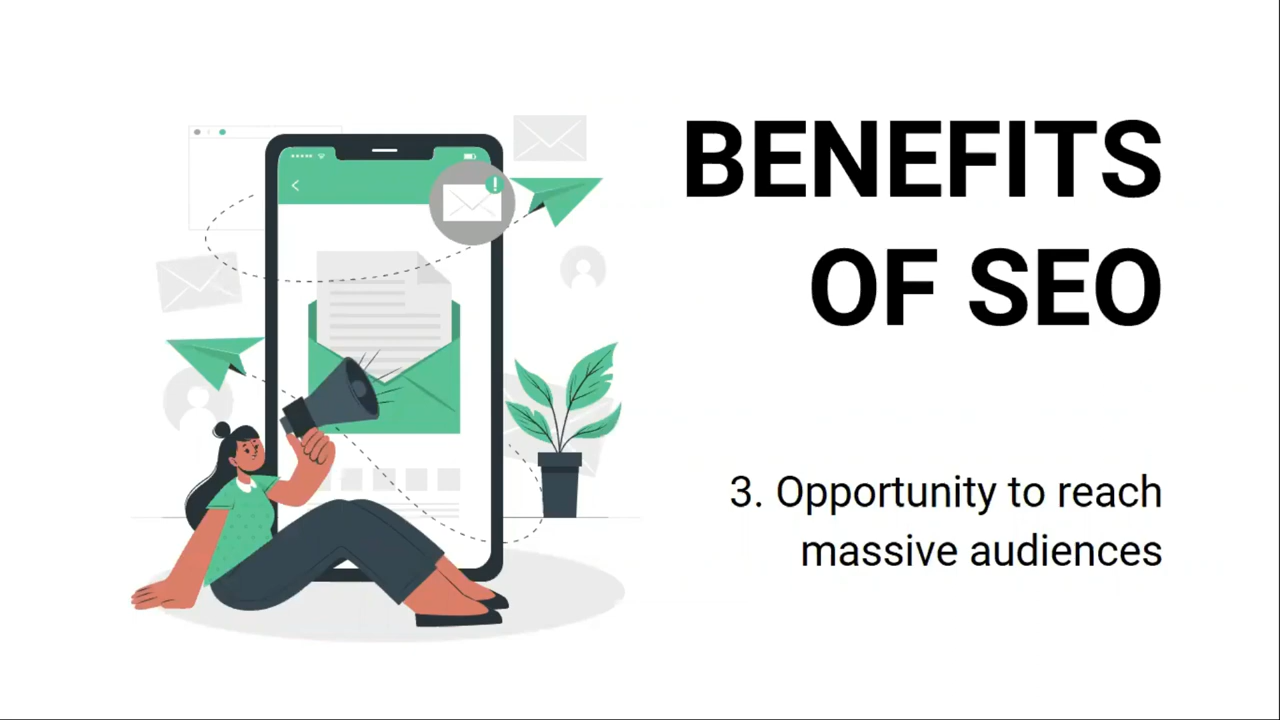 BENEFITS
OF SEO
3. Opportunity to reach
massive audiences